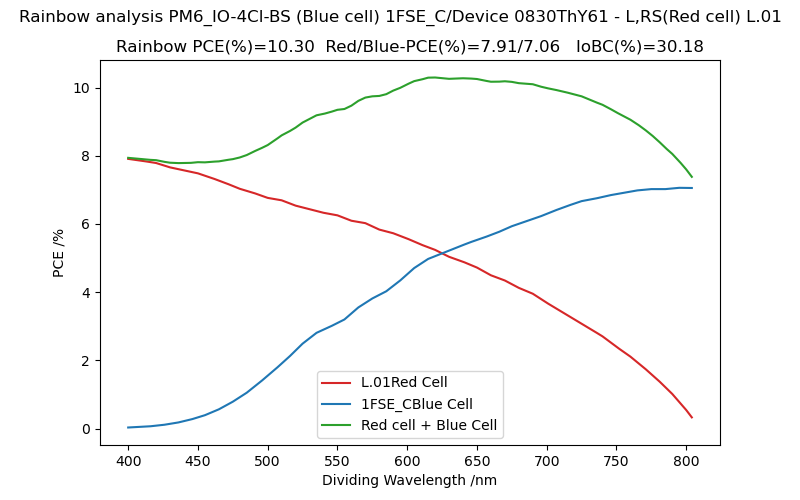 Rainbow analysis PM6_IO-4Cl-BS (Blue cell) 1FSE_C/Device 0830ThY61 - L,RS(Red cell) L.01
Rainbow PCE(%)=10.30  Red/Blue-PCE(%)=7.91/7.06   IoBC(%)=30.18
PCE /%
10
8
6
4
2
0
L.01Red Cell
1FSE_CBlue Cell
Red cell + Blue Cell
400 450 500 550 600 650 700 750 800
Dividing Wavelength /nm